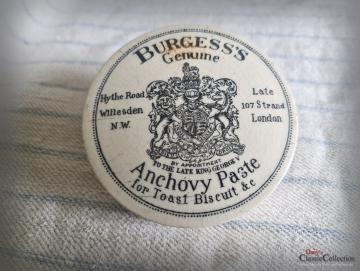 BURGESS'S
Genuine
Hythe Road
Willesden
N.W.
Late
107 Strand
London
BY APPOINTMENT
TO THE LATE KING GEORGE V
Anchovy Paste
for Toast Biscuit &c
Classic Collection